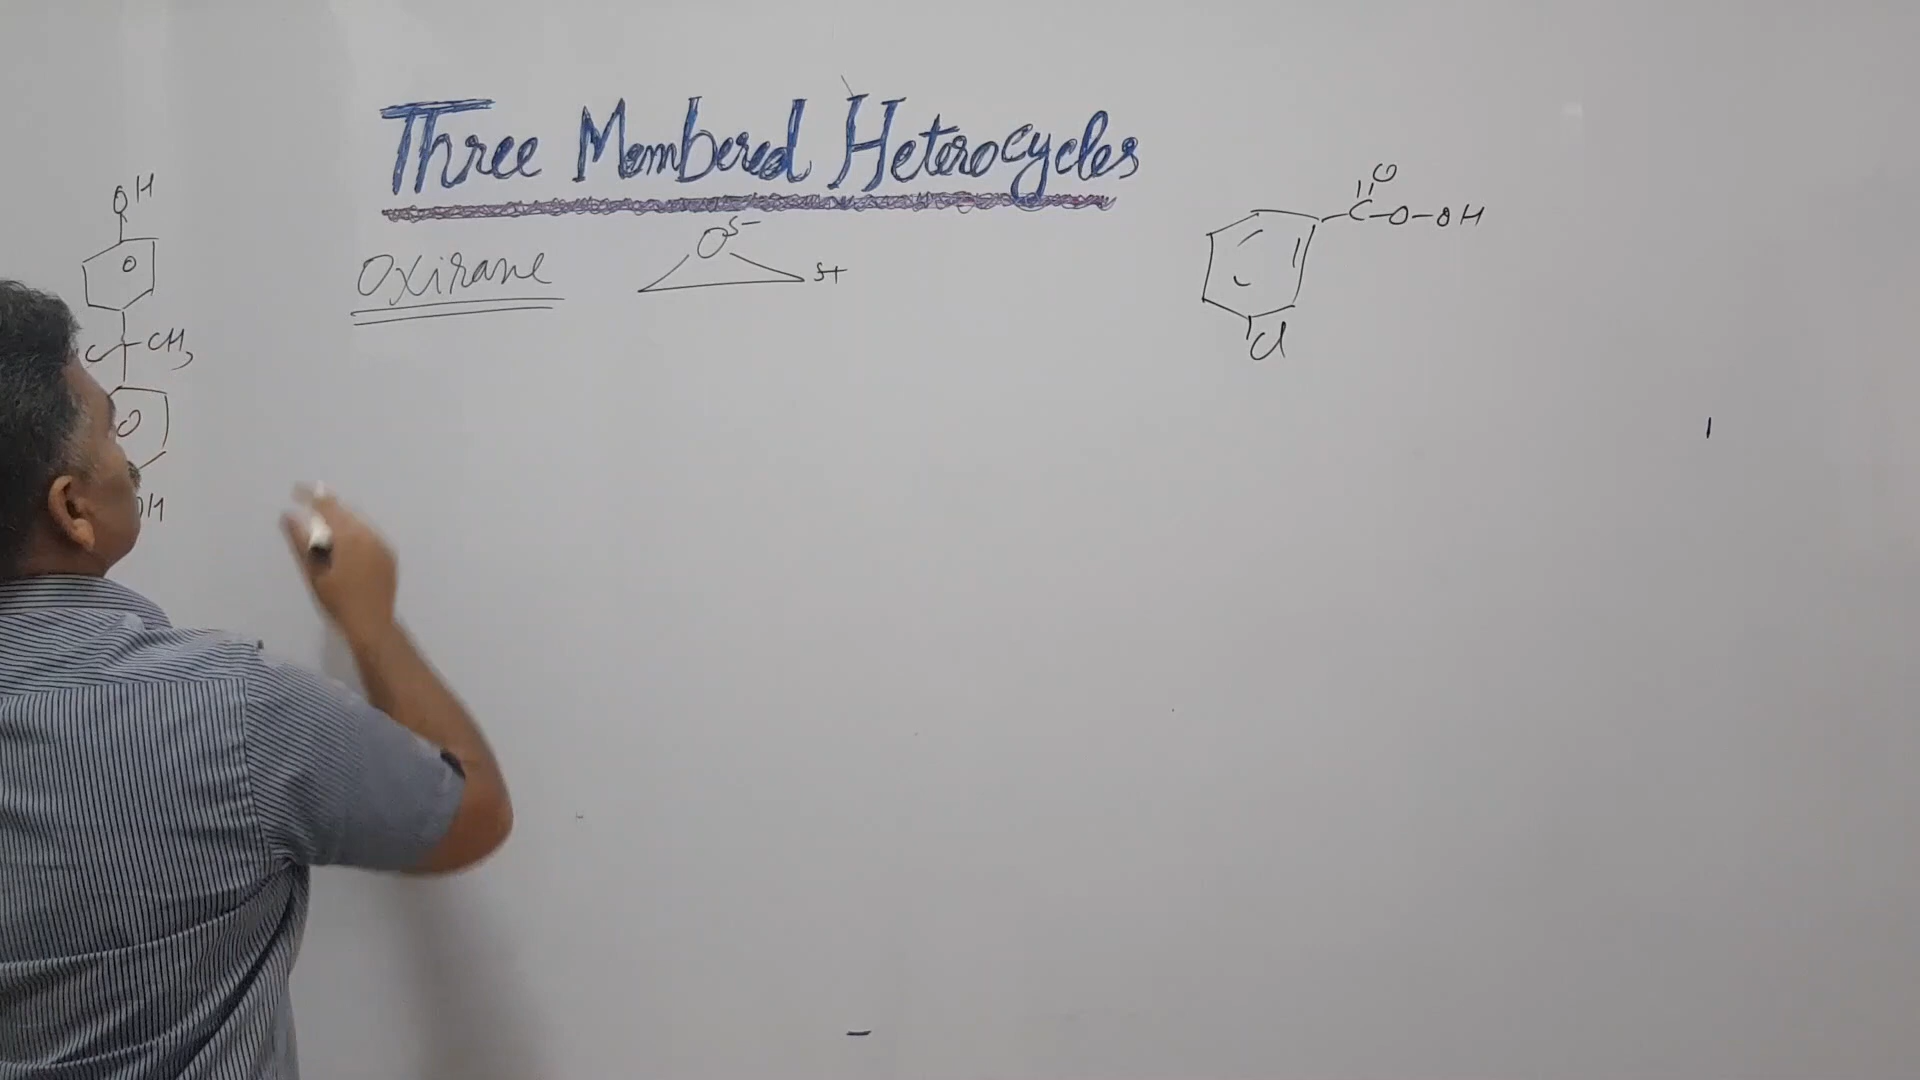 Three Membered Heterocycles
Oxirane
O δ-
δ+
OH
CH3
OH
O
C-O-OH
Cl